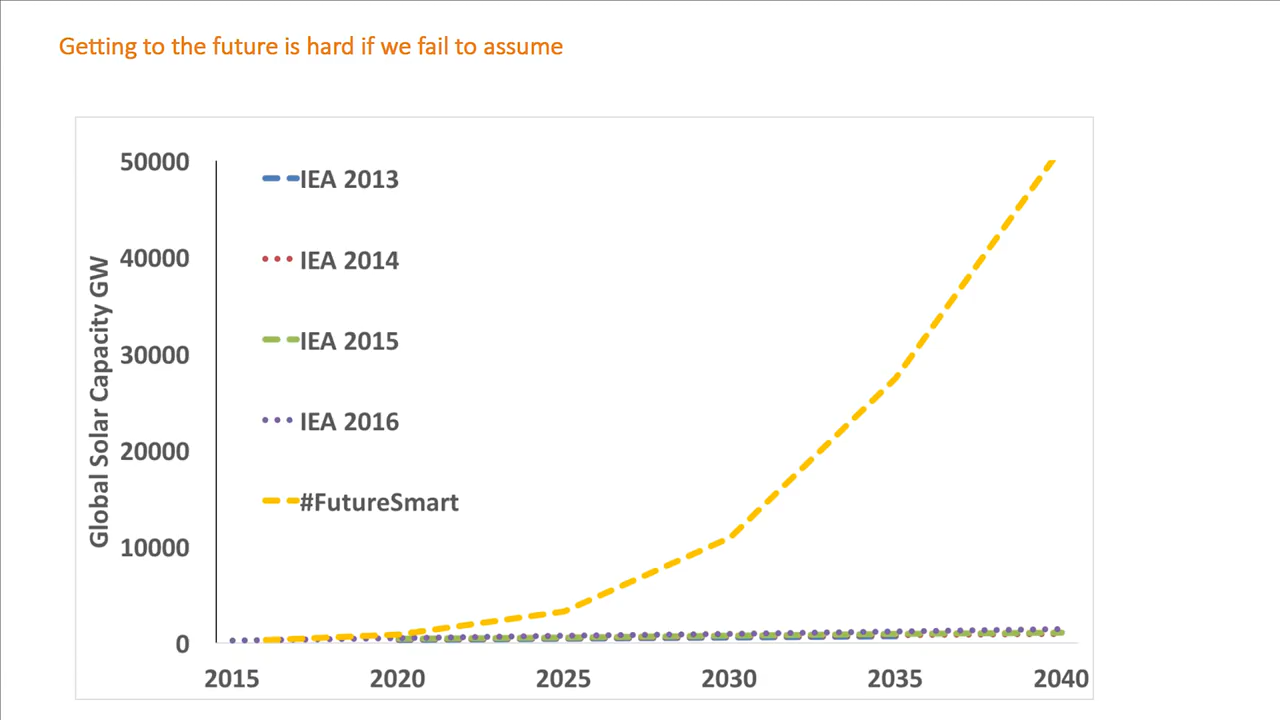 Getting to the future is hard if we fail to assume
Global Solar Capacity GW
50000
40000
30000
20000
10000
0
IEA 2013
IEA 2014
IEA 2015
IEA 2016
#FutureSmart
2015 2020 2025 2030 2035 2040